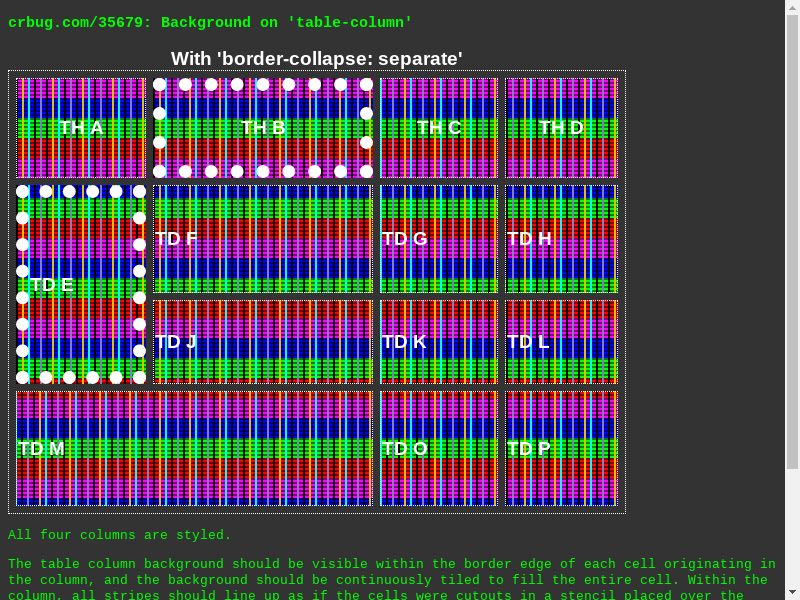 crbug.com/35679: Background on 'table-column'
With 'border-collapse: separate'
TH A TH B TH C TH D
TD E TD F TD G TD H
TD J TD K TD L
TD M TD O TD P
All four columns are styled.
The table column background should be visible within the border edge of each cell originating in
the column, and the background should be continuously tiled to fill the entire cell. Within the
column, all stripes should line up as if the cells were cutouts in a stencil placed over the